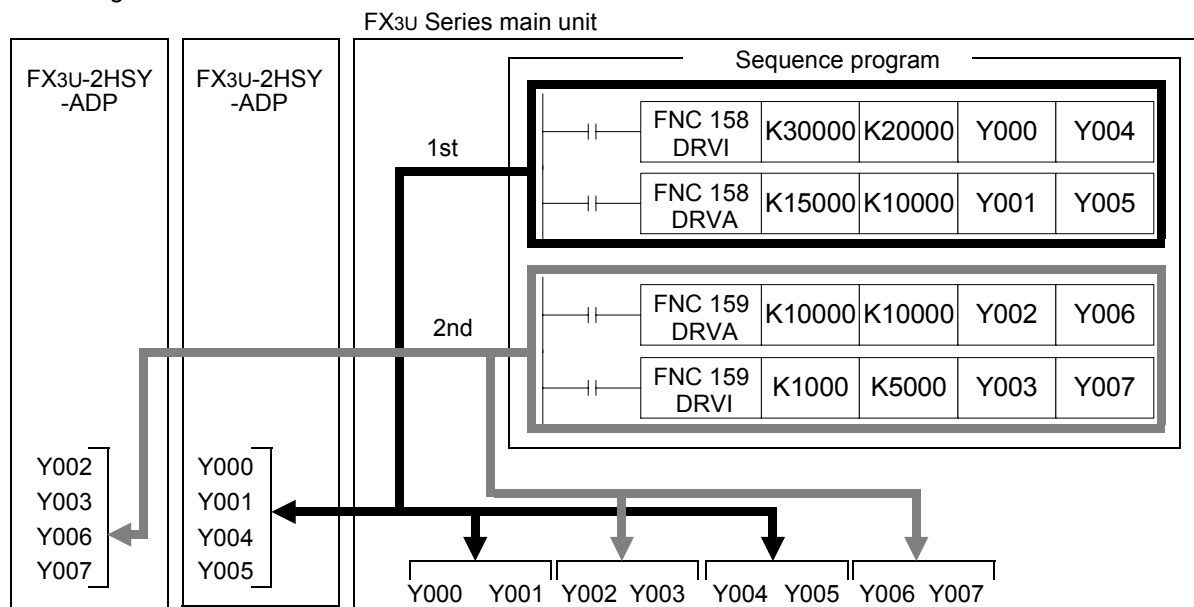 FX3U Series main unit
FX3U-2HSY
-ADP
FX3U-2HSY
-ADP
Sequence program
1st
FNC 158
DRVI
K30000
K20000
Y000
Y004
FNC 158
DRVA
K15000
K10000
Y001
Y005
2nd
FNC 159
DRVA
K10000
K10000
Y002
Y006
FNC 159
DRVI
K1000
K5000
Y003
Y007
Y002
Y003
Y006
Y007
Y000
Y001
Y004
Y005
Y000 Y001 Y002 Y003 Y004 Y005 Y006 Y007